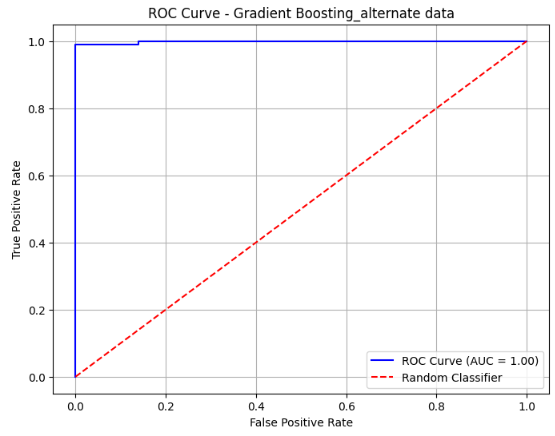 ROC Curve - Gradient Boosting_alternate data
True Positive Rate
1.0
0.8
0.6
0.4
0.2
0.0
ROC Curve (AUC = 1.00)
Random Classifier
0.0 0.2 0.4 0.6 0.8 1.0
False Positive Rate